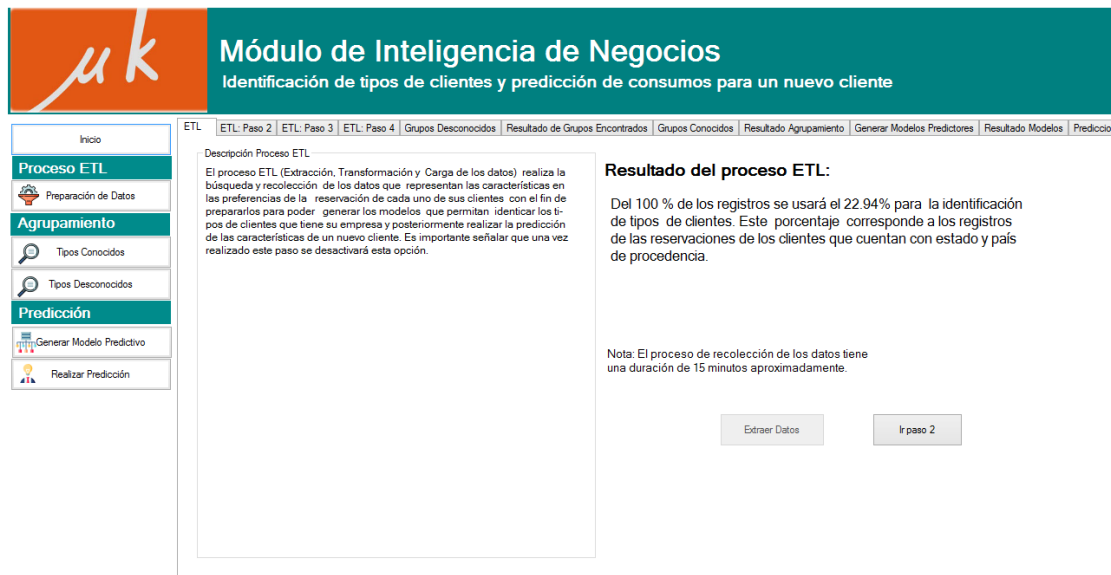 μk
Módulo de Inteligencia de Negocios
Identificación de tipos de clientes y predicción de consumos para un nuevo cliente
Inicio
Proceso ETL
Preparación de Datos
Agrupamiento
Tipos Conocidos
Tipos Desconocidos
Predicción
Generar Modelo Predictivo
Realizar Predicción
ETL ETL: Paso 2 ETL: Paso 3 ETL: Paso 4 Grupos Desconocidos Resultado de Grupos Encontrados Grupos Conocidos Resultado Agrupamiento Generar Modelos Predictores Resultado Modelos Prediccio
Descripción Proceso ETL
El proceso ETL (Extracción, Transformación y Carga de los datos) realiza la
búsqueda y recolección de los datos que representan las características en
las preferencias de la reservación de cada uno de sus clientes con el fin de
prepararlos para poder generar los modelos que permitan identicar los ti-
pos de clientes que tiene su empresa y posteriormente realizar la predicción
de las características de un nuevo cliente. Es importante señalar que una vez
realizado este paso se desactivará esta opción.
Resultado del proceso ETL:
Del 100 % de los registros se usará el 22.94% para la identificación
de tipos de clientes. Este porcentaje corresponde a los registros
de las reservaciones de los clientes que cuentan con estado y país
de procedencia.
Nota: El proceso de recolección de los datos tiene
una duración de 15 minutos aproximadamente.
Extraer Datos
Ir paso 2